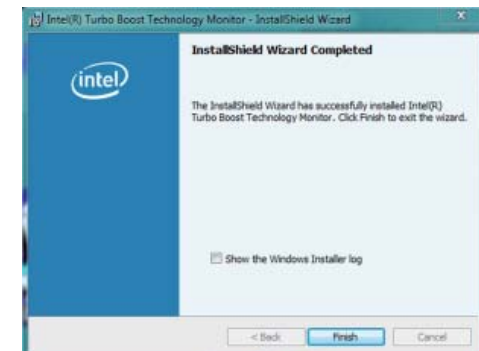 Intel(R) Turbo Boost Technology Monitor - InstallShield Wizard
InstallShield Wizard Completed
intel
The InstallShield Wizard has successfully installed Intel(R)
Turbo Boost Technology Monitor. Click Finish to exit the wizard.
Show the Windows Installer log
< Back
Finish
Cancel